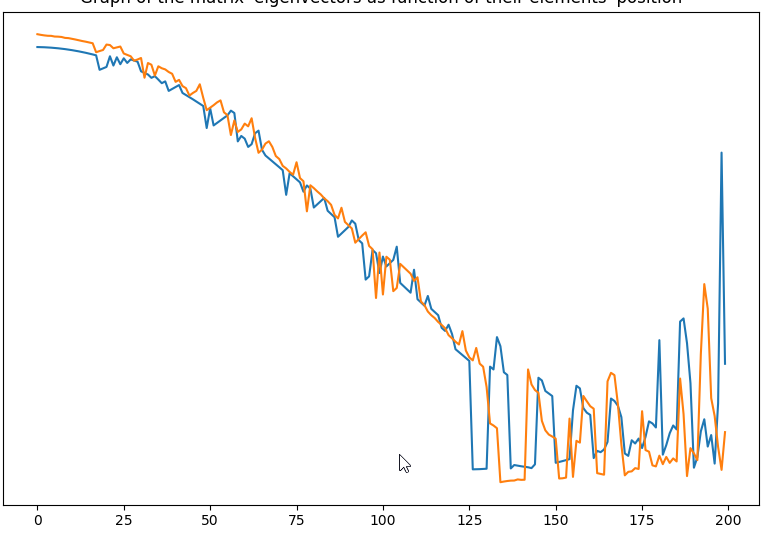 Graph of the matrix' eigenvectors as function of their elements' position
0 25 50 75 100 125 150 175 200